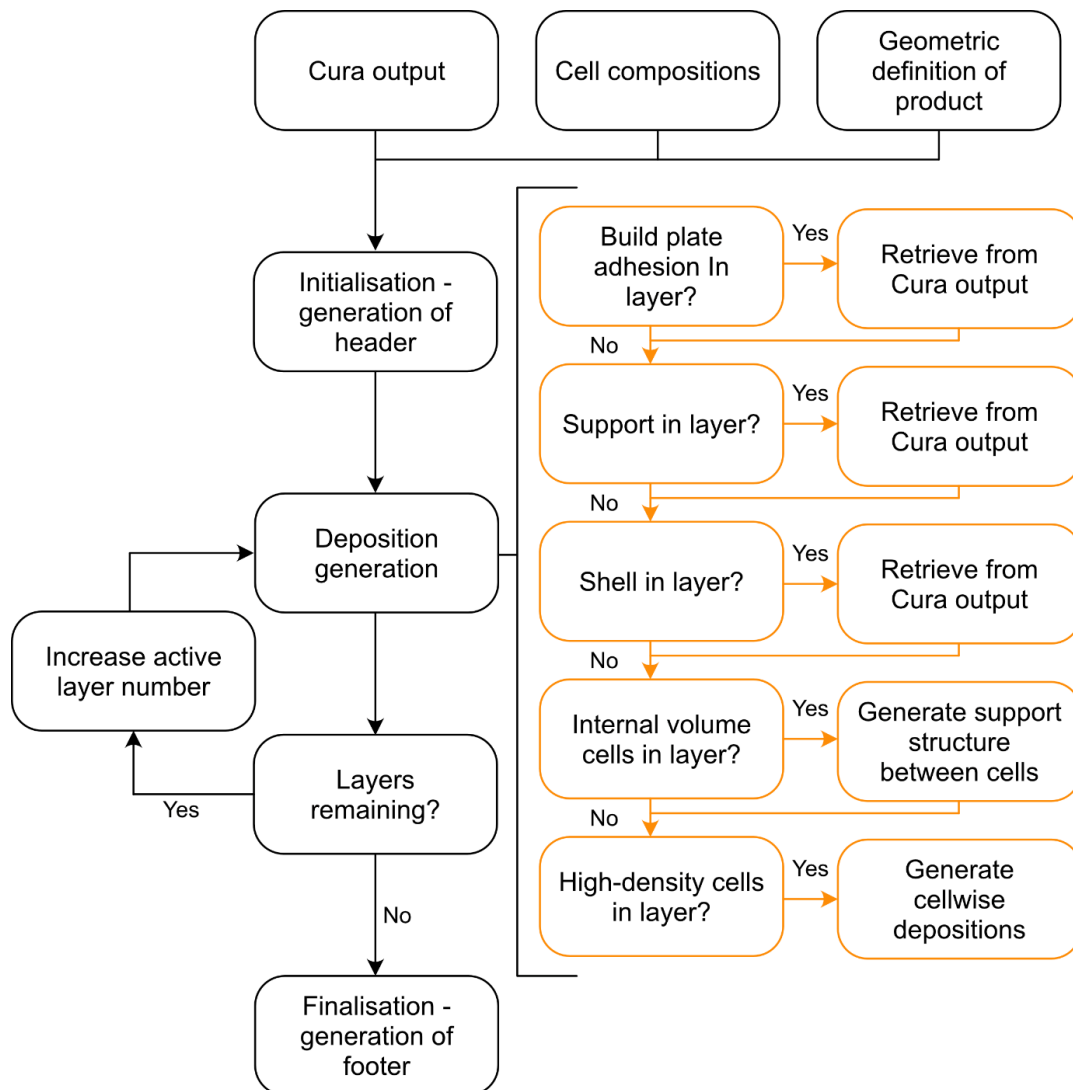 Cura output
Cell compositions
Geometric
definition of
product
Initialisation -
generation of
header
Deposition
generation
Increase active
layer number
Layers
remaining?
Yes
No
Finalisation -
generation of
footer
Build plate
adhesion In
layer?
Yes
Retrieve from
Cura output
No
Support in layer?
Yes
Retrieve from
Cura output
No
Shell in layer?
Yes
Retrieve from
Cura output
No
Internal volume
cells in layer?
Yes
Generate support
structure
between cells
No
High-density cells
in layer?
Yes
Generate
cellwise
depositions